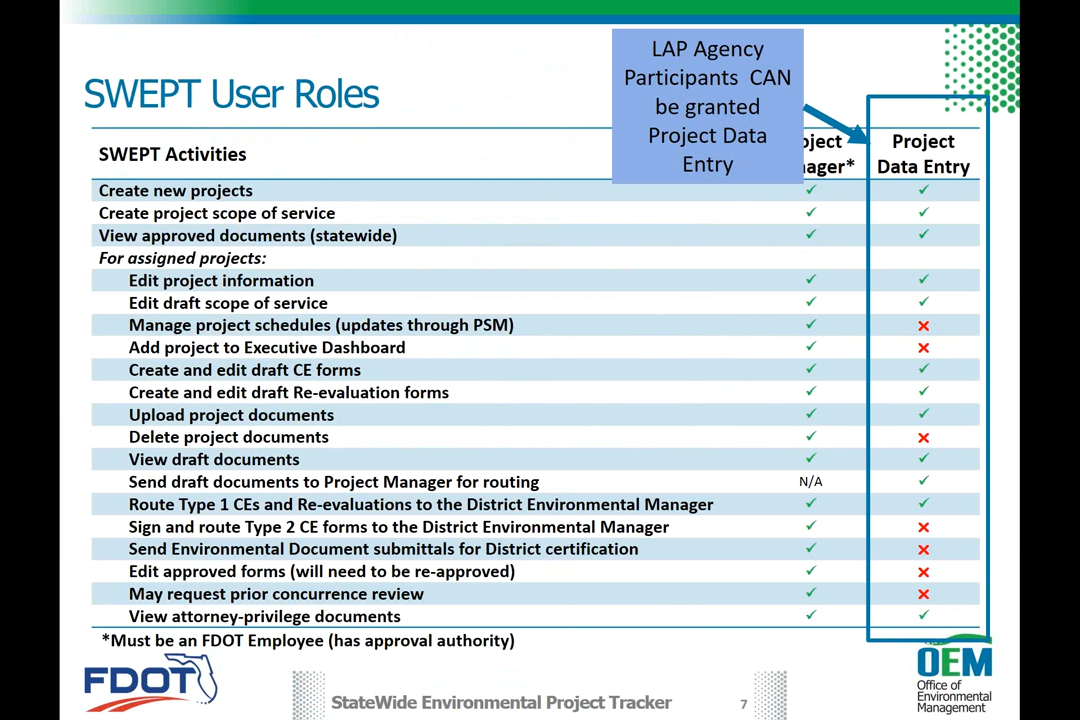 LAP Agency
Participants CAN
be granted
Project Data
Entry
SWEPT User Roles
SWEPT Activities
oject
nager*
Project
Data Entry
Create new projects ✓ ✓
Create project scope of service ✓ ✓
View approved documents (statewide) ✓ ✓
For assigned projects:
Edit project information ✓ ✓
Edit draft scope of service ✓ ✓
Manage project schedules (updates through PSM) ✓ ×
Add project to Executive Dashboard ✓ ×
Create and edit draft CE forms ✓ ✓
Create and edit draft Re-evaluation forms ✓ ✓
Upload project documents ✓ ✓
Delete project documents ✓ ×
View draft documents ✓ ✓
Send draft documents to Project Manager for routing N/A ✓
Route Type 1 CEs and Re-evaluations to the District Environmental Manager ✓ ✓
Sign and route Type 2 CE forms to the District Environmental Manager ✓ ×
Send Environmental Document submittals for District certification ✓ ×
Edit approved forms (will need to be re-approved) ✓ ×
May request prior concurrence review ✓ ×
View attorney-privilege documents ✓ ✓
*Must be an FDOT Employee (has approval authority)
FDOT
StateWide Environmental Project Tracker
7
OEM
Office of
Environmental
Management